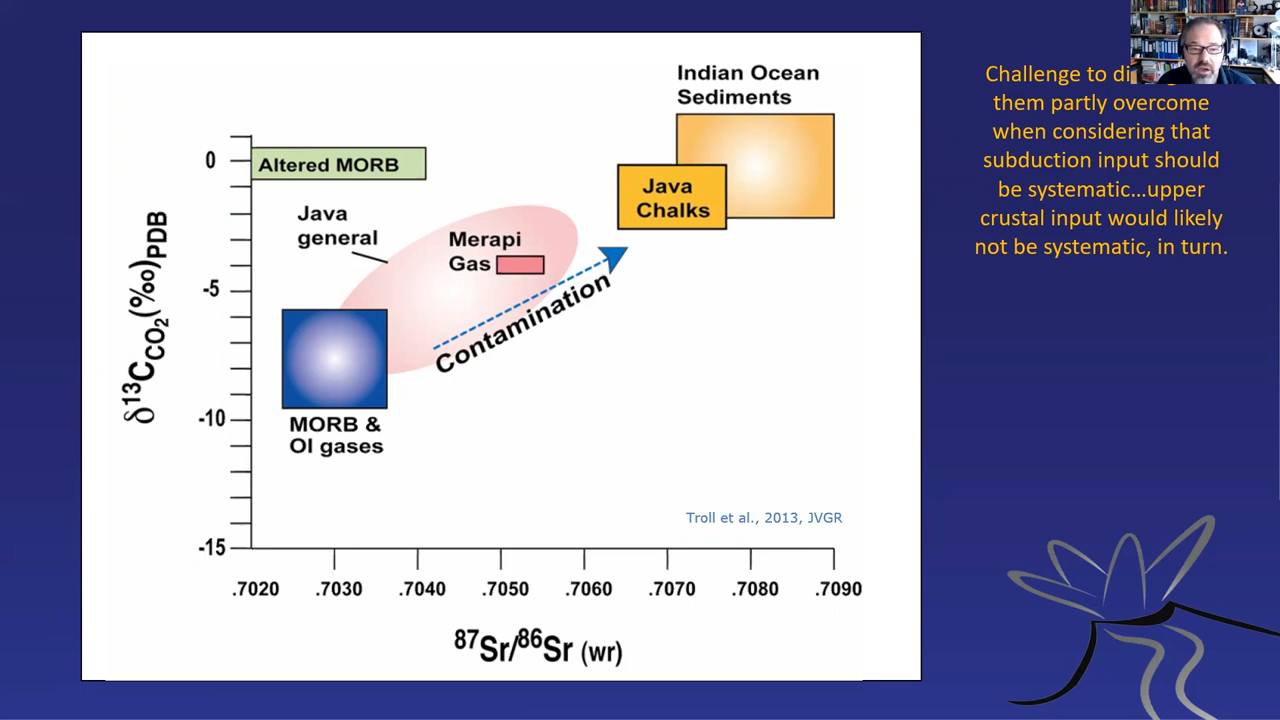 Indian Ocean
Sediments
0
Altered MORB
Java
Chalks
Java
general
Merapi
Gas
-5
Contamination
δ¹³C CO₂(‰)PDB
-10
MORB &
OI gases
Troll et al., 2013, JVGR
-15
.7020 .7030 .7040 .7050 .7060 .7070 .7080 .7090
⁸⁷Sr/⁸⁶Sr (wr)
Challenge to
them partly overcome
when considering that
subduction input should
be systematic…upper
crustal input would likely
not be systematic, in turn.